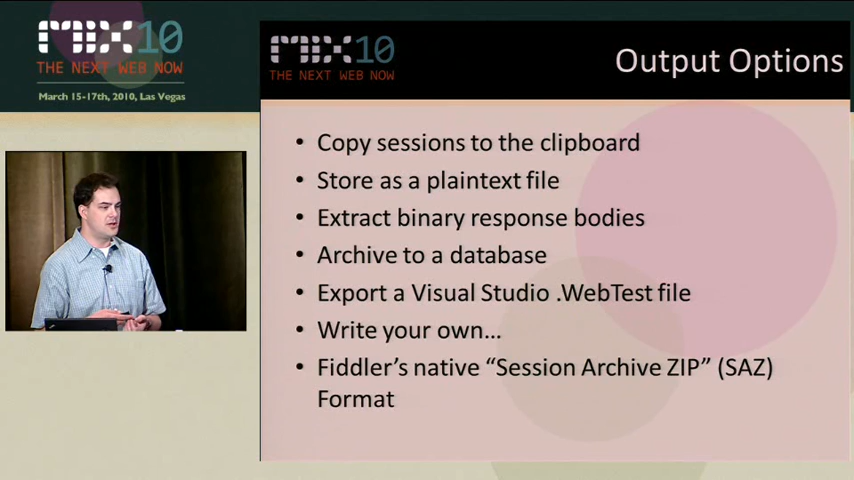 MIX10
THE NEXT WEB NOW
March 15-17th, 2010, Las Vegas
MIX10
THE NEXT WEB NOW
Output Options
• Copy sessions to the clipboard
• Store as a plaintext file
• Extract binary response bodies
• Archive to a database
• Export a Visual Studio .WebTest file
• Write your own...
• Fiddler's native “Session Archive ZIP” (SAZ)
Format